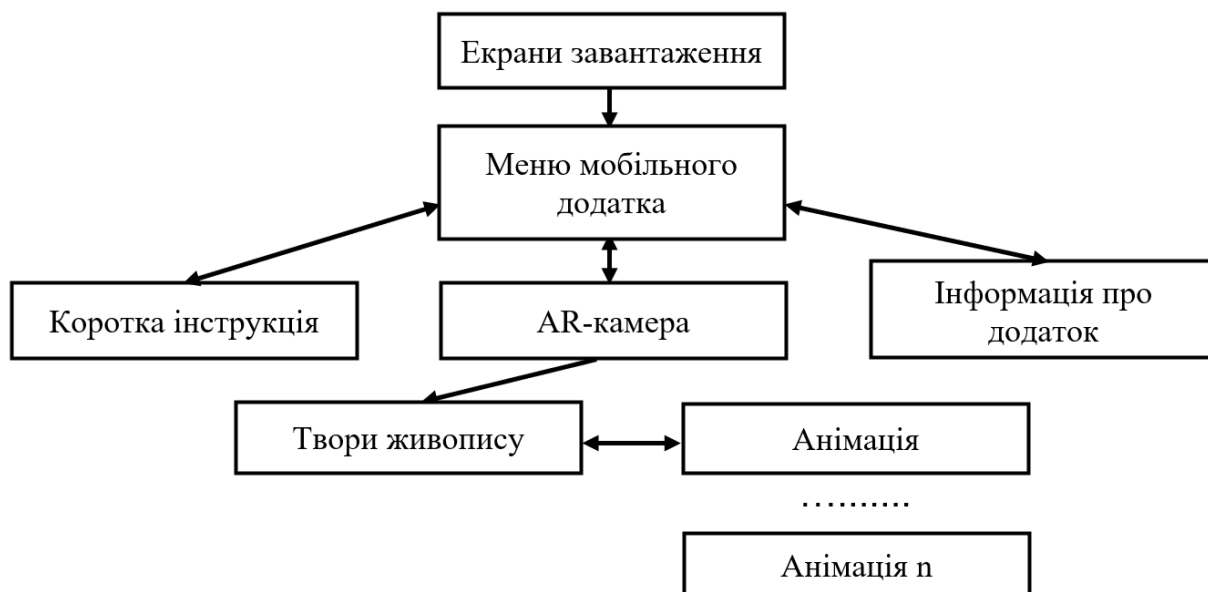 Екрани завантаження
Меню мобільного
додатка
Коротка інструкція
AR-камера
Інформація про
додаток
Твори живопису
Анімація
..........
Анімація n